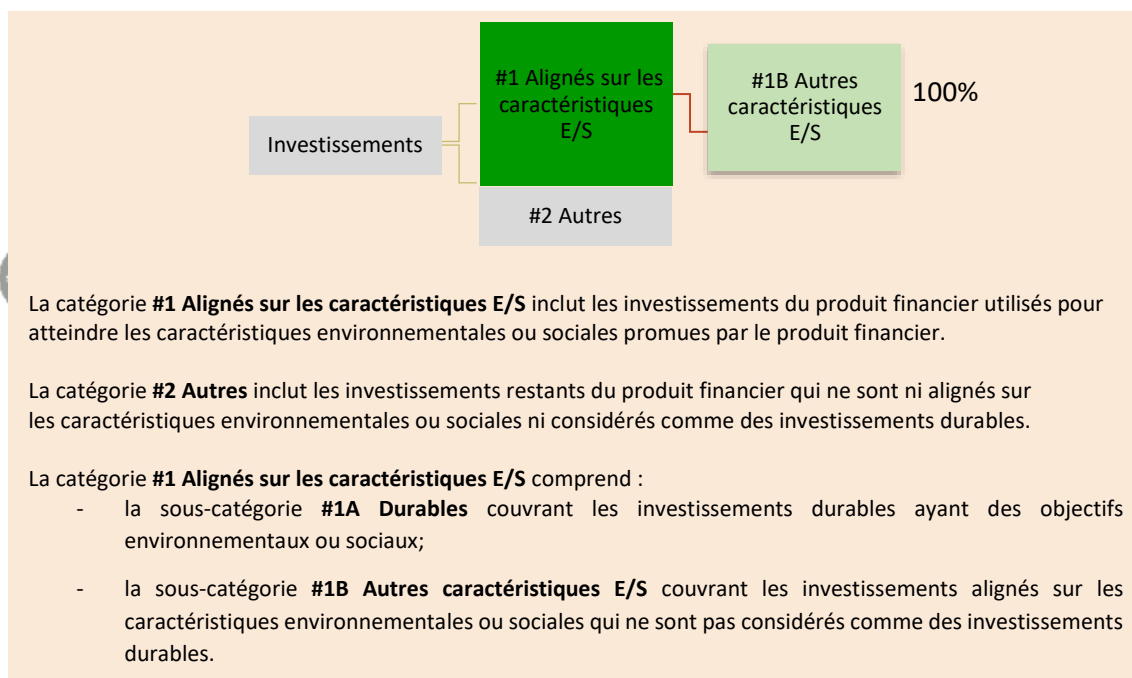 #1 Alignés sur les
caractéristiques
E/S
#1B Autres
caractéristiques
E/S
100%
Investissements
#2 Autres
La catégorie #1 Alignés sur les caractéristiques E/S inclut les investissements du produit financier utilisés pour
atteindre les caractéristiques environnementales ou sociales promues par le produit financier.
La catégorie #2 Autres inclut les investissements restants du produit financier qui ne sont ni alignés sur
les caractéristiques environnementales ou sociales ni considérés comme des investissements durables.
La catégorie #1 Alignés sur les caractéristiques E/S comprend :
- la sous-catégorie #1A Durables couvrant les investissements durables ayant des objectifs
environnementaux ou sociaux;
- la sous-catégorie #1B Autres caractéristiques E/S couvrant les investissements alignés sur les
caractéristiques environnementales ou sociales qui ne sont pas considérés comme des investissements
durables.